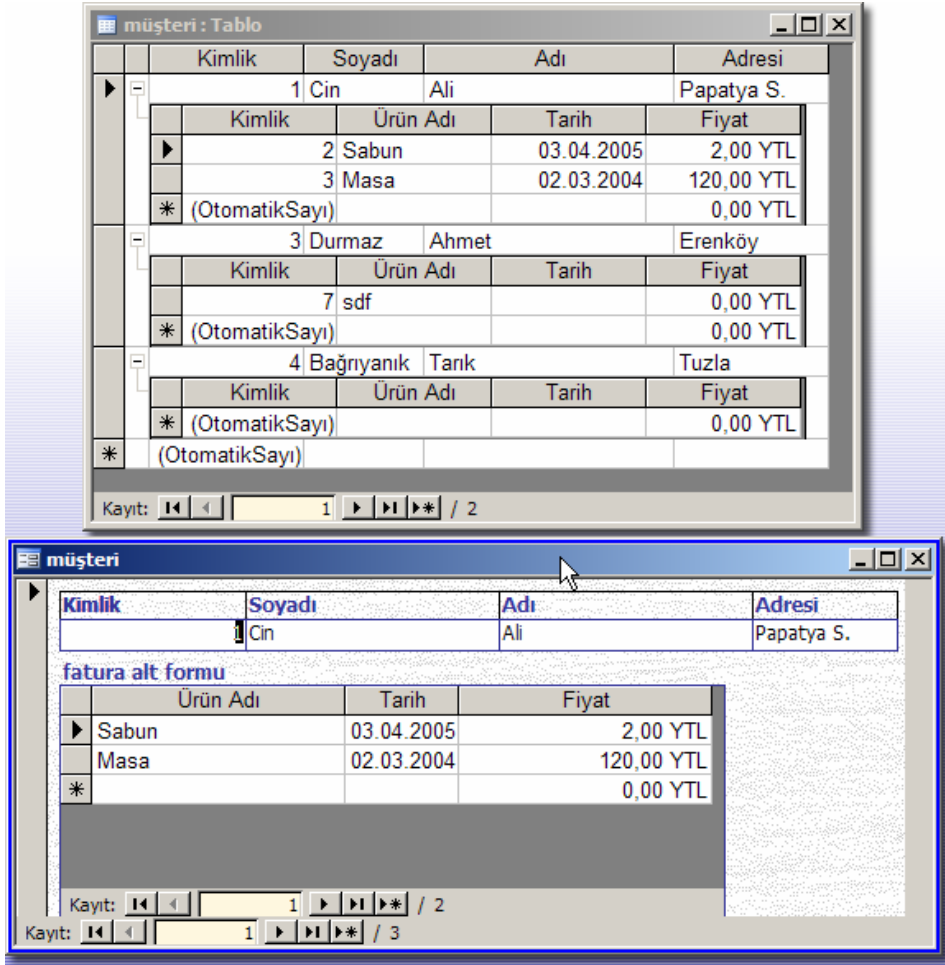 müşteri : Tablo
Kimlik Soyadı Adı Adresi
1 Cin Ali Papatya S.
Kimlik Ürün Adı Tarih Fiyat
2 Sabun 03.04.2005 2,00 YTL
3 Masa 02.03.2004 120,00 YTL
(OtomatikSayı) 0,00 YTL
3 Durmaz Ahmet Erenköy
Kimlik Ürün Adı Tarih Fiyat
7 sdf 0,00 YTL
(OtomatikSayı) 0,00 YTL
4 Bağrıyanık Tarık Tuzla
Kimlik Ürün Adı Tarih Fiyat
(OtomatikSayı) 0,00 YTL
(OtomatikSayı)
Kayıt: 1 / 2
müşteri
Kimlik Soyadı Adı Adresi
1 Cin Ali Papatya S.
fatura alt formu
Ürün Adı Tarih Fiyat
Sabun 03.04.2005 2,00 YTL
Masa 02.03.2004 120,00 YTL
0,00 YTL
Kayıt: 1 / 2
Kayıt: 1 / 3